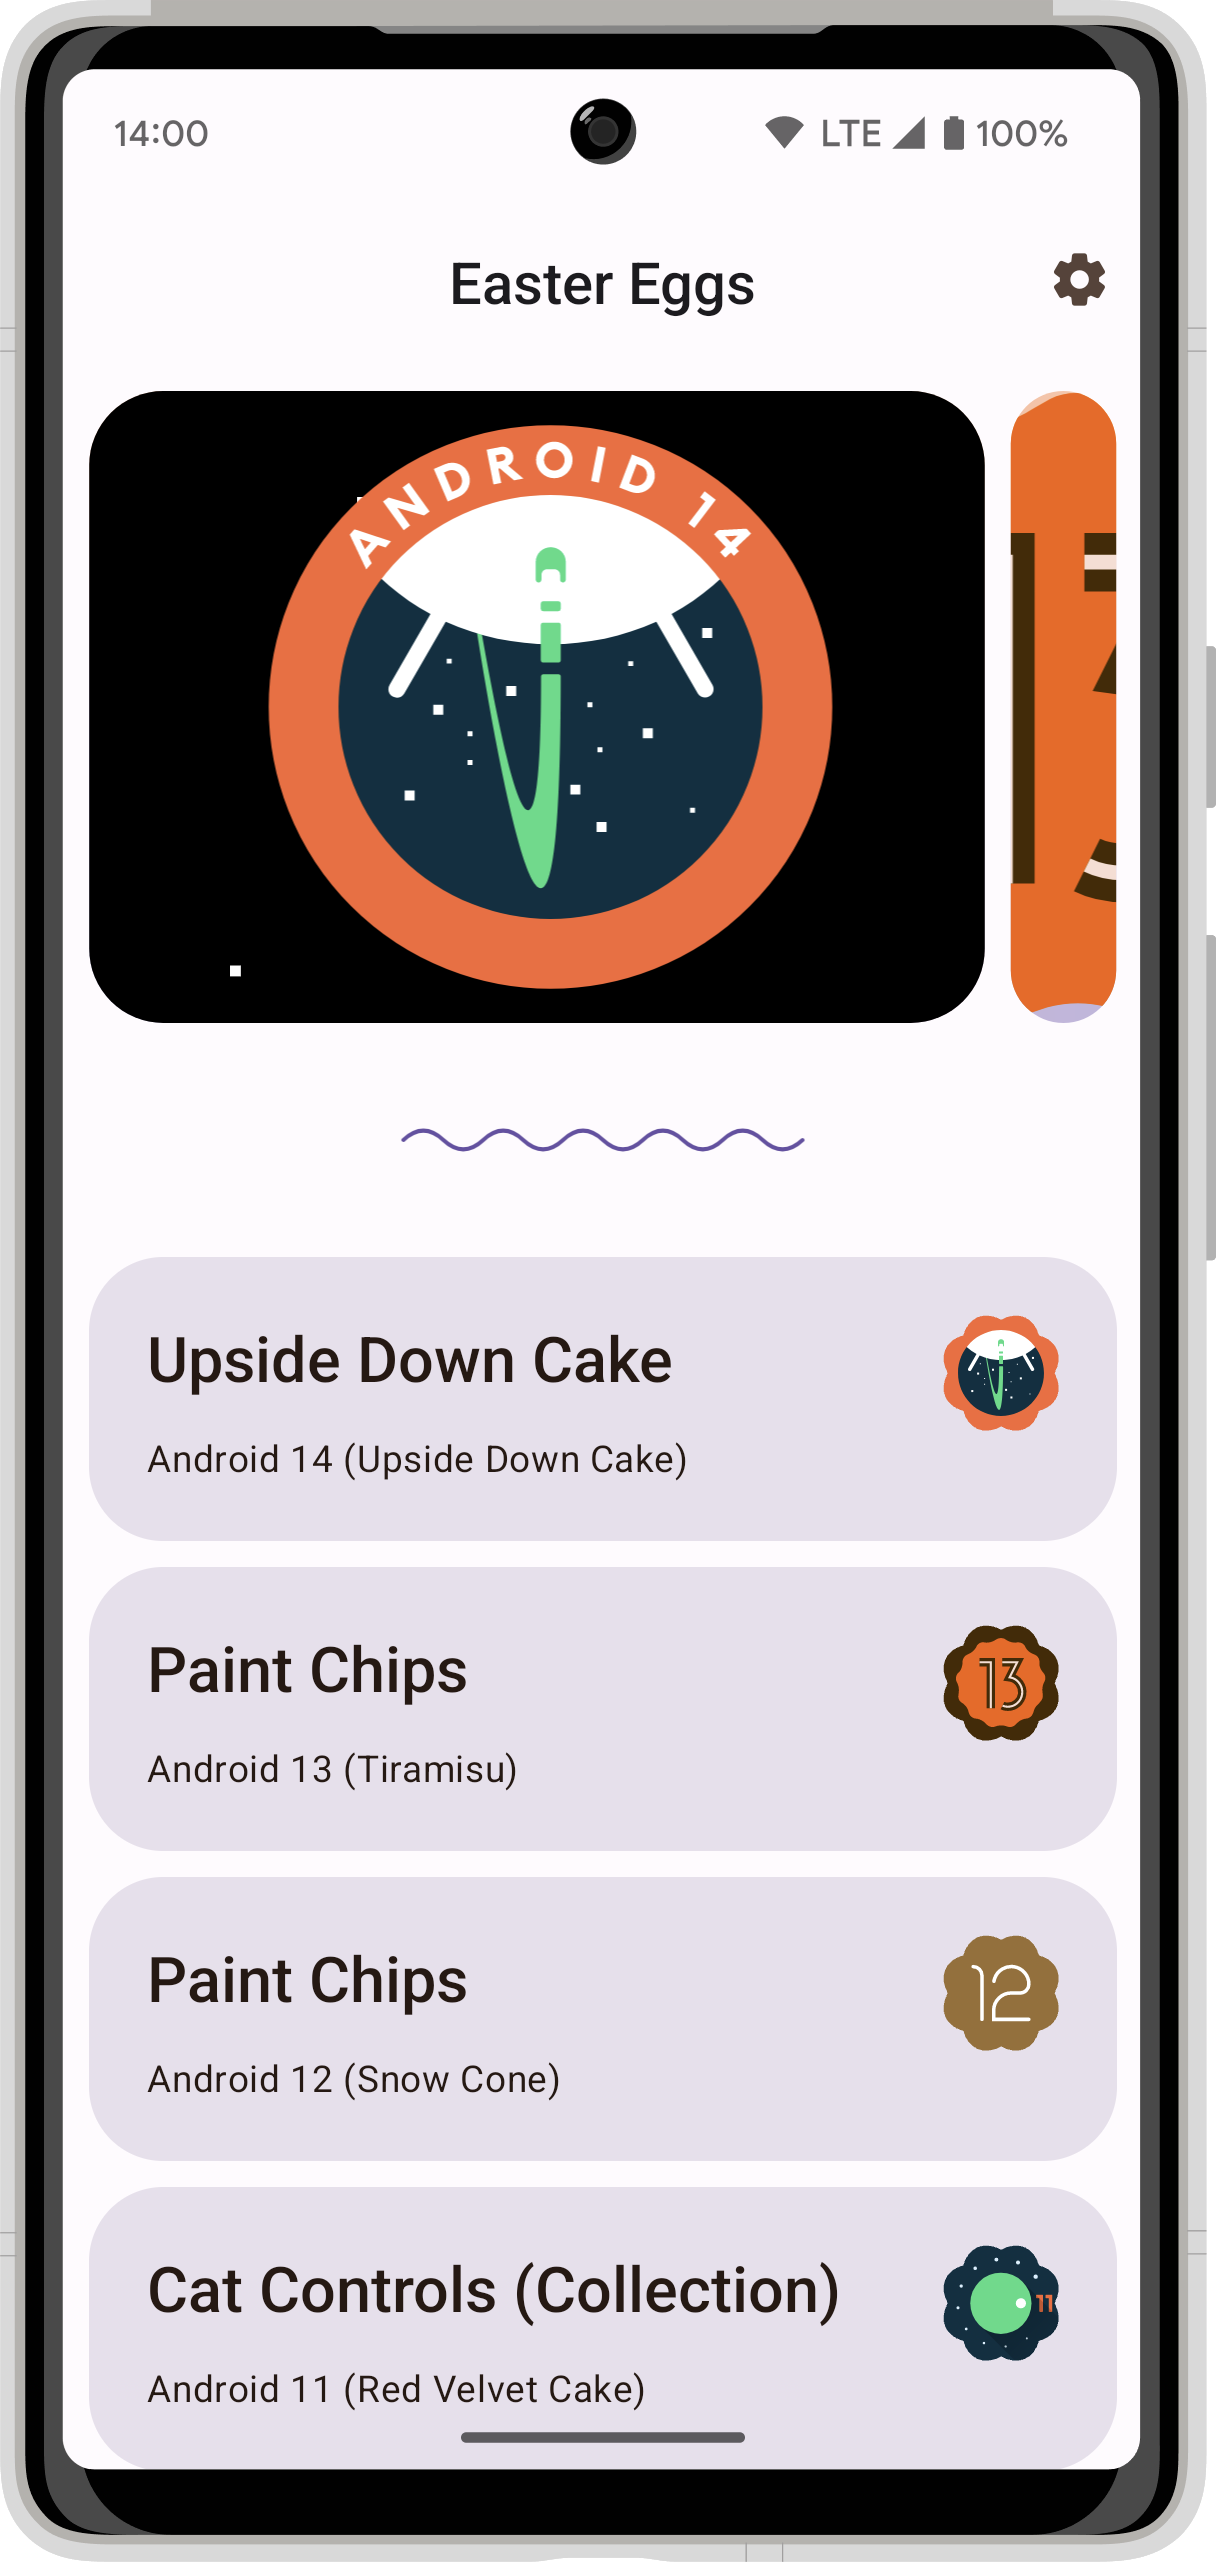 14:00
LTE 100%
Easter Eggs
ANDROID 14
Upside Down Cake
Android 14 (Upside Down Cake)
Paint Chips
13
Android 13 (Tiramisu)
Paint Chips
12
Android 12 (Snow Cone)
Cat Controls (Collection)
11
Android 11 (Red Velvet Cake)